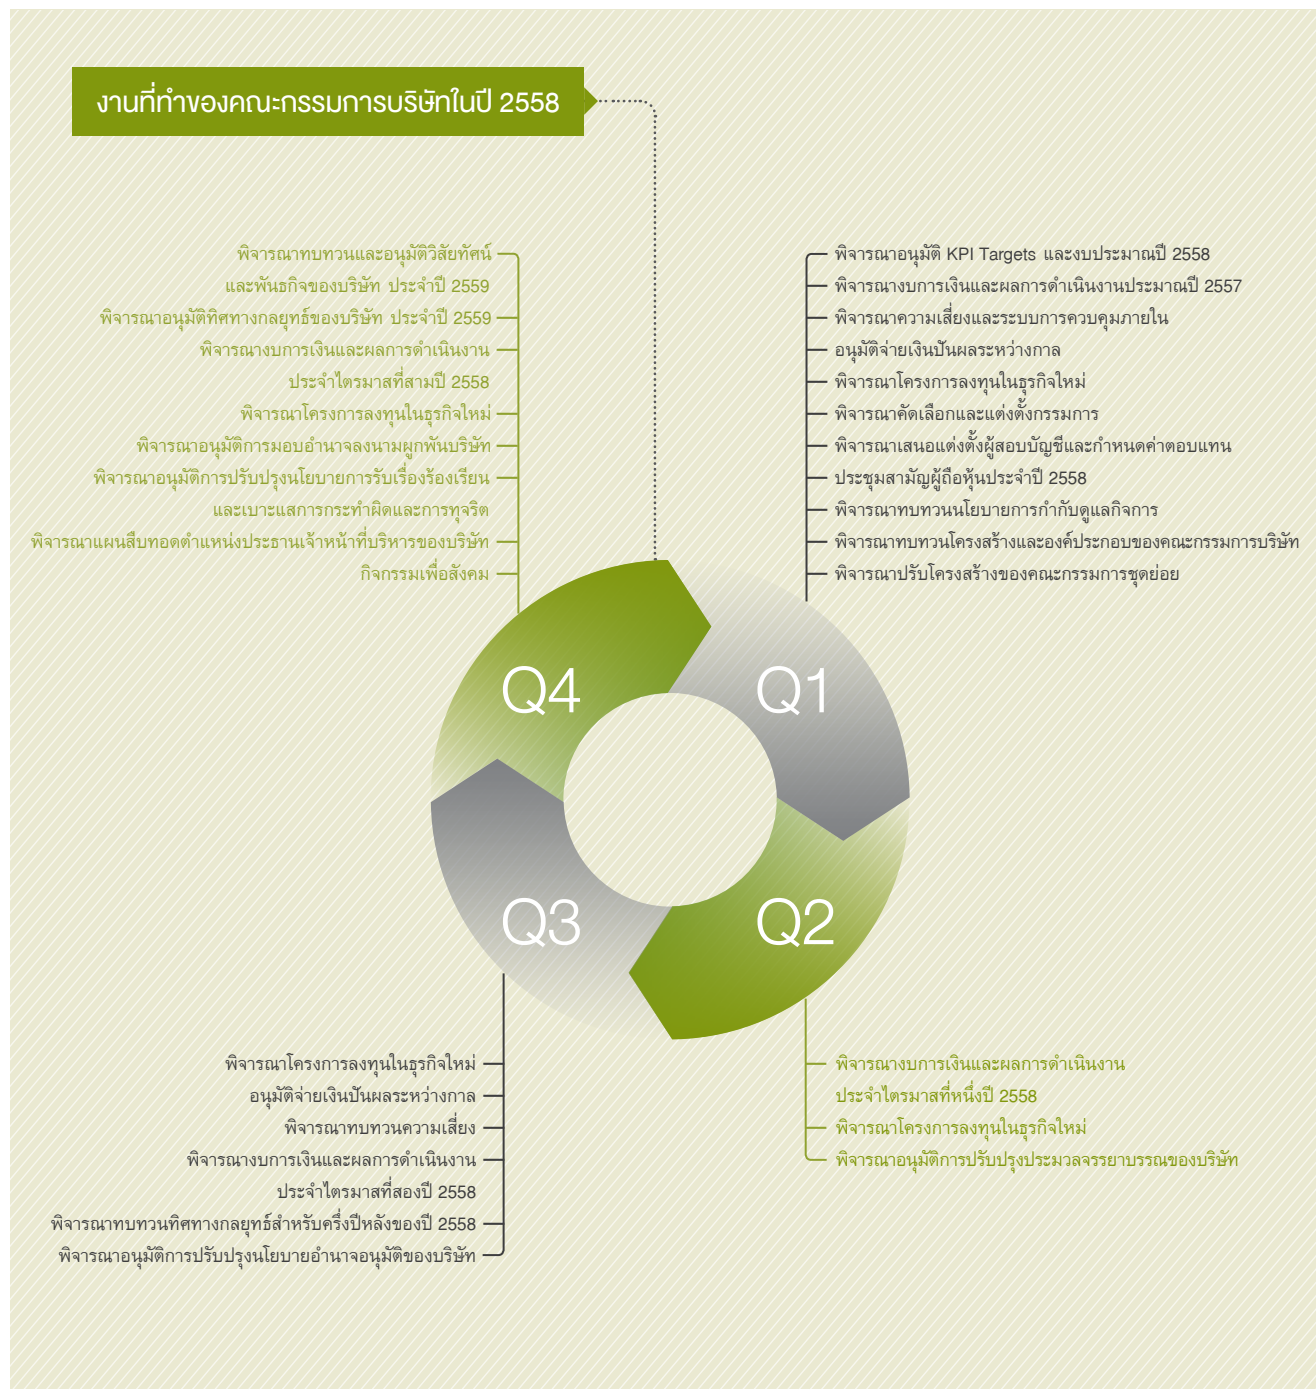 งานที่ทำของคณะกรรมการบริษัทในปี 2558
พิจารณาทบทวนและอนุมัติวิสัยทัศน์
และพันธกิจของบริษัท ประจำปี 2559
พิจารณาอนุมัติทิศทางกลยุทธ์ของบริษัท ประจำปี 2559
พิจารณางบการเงินและผลการดำเนินงาน
ประจำไตรมาสที่สามปี 2558
พิจารณาโครงการลงทุนในธุรกิจใหม่
พิจารณาอนุมัติการมอบอำนาจลงนามผูกพันบริษัท
พิจารณาอนุมัติการปรับปรุงนโยบายการรับเรื่องร้องเรียน
และเบาะแสการกระทำผิดและการทุจริต
พิจารณาแผนสืบทอดตำแหน่งประธานเจ้าหน้าที่บริหารของบริษัท
กิจกรรมเพื่อสังคม
พิจารณาอนุมัติ KPI Targets และงบประมาณปี 2558
พิจารณางบการเงินและผลการดำเนินงานประมาณปี 2557
พิจารณาความเสี่ยงและระบบการควบคุมภายใน
อนุมัติจ่ายเงินปันผลระหว่างกาล
พิจารณาโครงการลงทุนในธุรกิจใหม่
พิจารณาคัดเลือกและแต่งตั้งกรรมการ
พิจารณาเสนอแต่งตั้งผู้สอบบัญชีและกำหนดค่าตอบแทน
ประชุมสามัญผู้ถือหุ้นประจำปี 2558
พิจารณาทบทวนนโยบายการกำกับดูแลกิจการ
พิจารณาทบทวนโครงสร้างและองค์ประกอบของคณะกรรมการบริษัท
พิจารณาปรับโครงสร้างของคณะกรรมการชุดย่อย
Q4
Q1
Q3
Q2
พิจารณาโครงการลงทุนในธุรกิจใหม่
อนุมัติจ่ายเงินปันผลระหว่างกาล
พิจารณาทบทวนความเสี่ยง
พิจารณางบการเงินและผลการดำเนินงาน
ประจำไตรมาสที่สองปี 2558
พิจารณาทบทวนทิศทางกลยุทธ์สำหรับครึ่งปีหลังของปี 2558
พิจารณาอนุมัติการปรับปรุงนโยบายอำนาจอนุมัติของบริษัท
พิจารณางบการเงินและผลการดำเนินงาน
ประจำไตรมาสที่หนึ่งปี 2558
พิจารณาโครงการลงทุนในธุรกิจใหม่
พิจารณาอนุมัติการปรับปรุงประมวลจรรยาบรรณของบริษัท